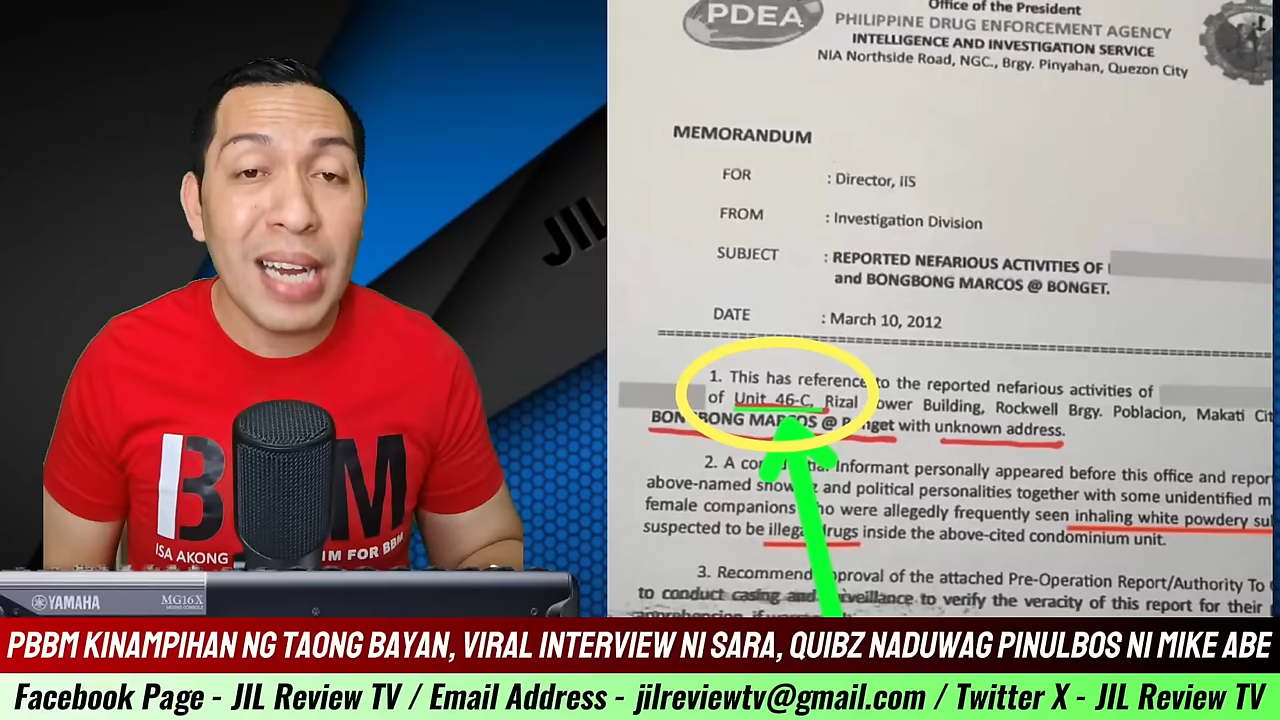 JIL
BBM
ISA AKONG
IM FOR BBM
YAMAHA
MG16X
PDEA
Office of the President
PHILIPPINE DRUG ENFORCEMENT AGENCY
INTELLIGENCE AND INVESTIGATION SERVICE
NIA Northside Road, NGC., Brgy. Pinyahan, Quezon City
MEMORANDUM
FOR : Director, IIS
FROM : Investigation Division
SUBJECT : REPORTED NEFARIOUS ACTIVITIES OF
and BONGBONG MARCOS @ BONGET.
DATE : March 10, 2012
1. This has reference to the reported nefarious activities of
of Unit 46-C, Rizal ower Building, Rockwell Brgy. Poblacion, Makati Cit
BONGBONG MARCOS @ Bonget with unknown address.
2. A confidential Informant personally appeared before this office and repor
above-named show and political personalities together with some unidentified m
female companions who were allegedly frequently seen inhaling white powdery su
suspected to be illegal drugs inside the above-cited condominium unit.
3. Recommend approval of the attached Pre-Operation Report/Authority To
to conduct casing and surveillance to verify the veracity of this report for their
PBBM KINAMPIHAN NG TAONG BAYAN, VIRAL INTERVIEW NI SARA, QUIBZ NADUWAG PINULBOS NI MIKE ABE
Facebook Page - JIL Review TV / Email Address - jilreviewtv@gmail.com / Twitter X - JIL Review TV